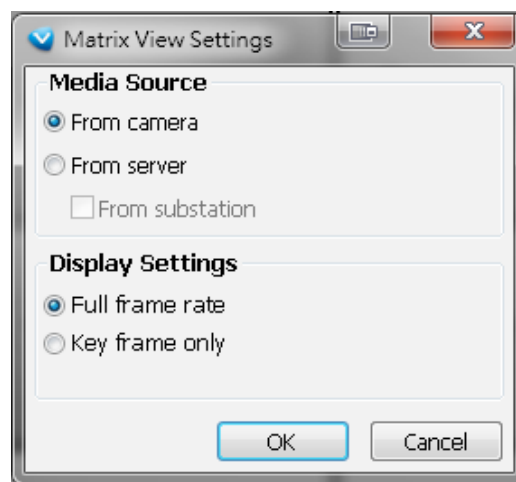 Matrix View Settings
Media Source
From camera
From server
From substation
Display Settings
Full frame rate
Key frame only
OK Cancel